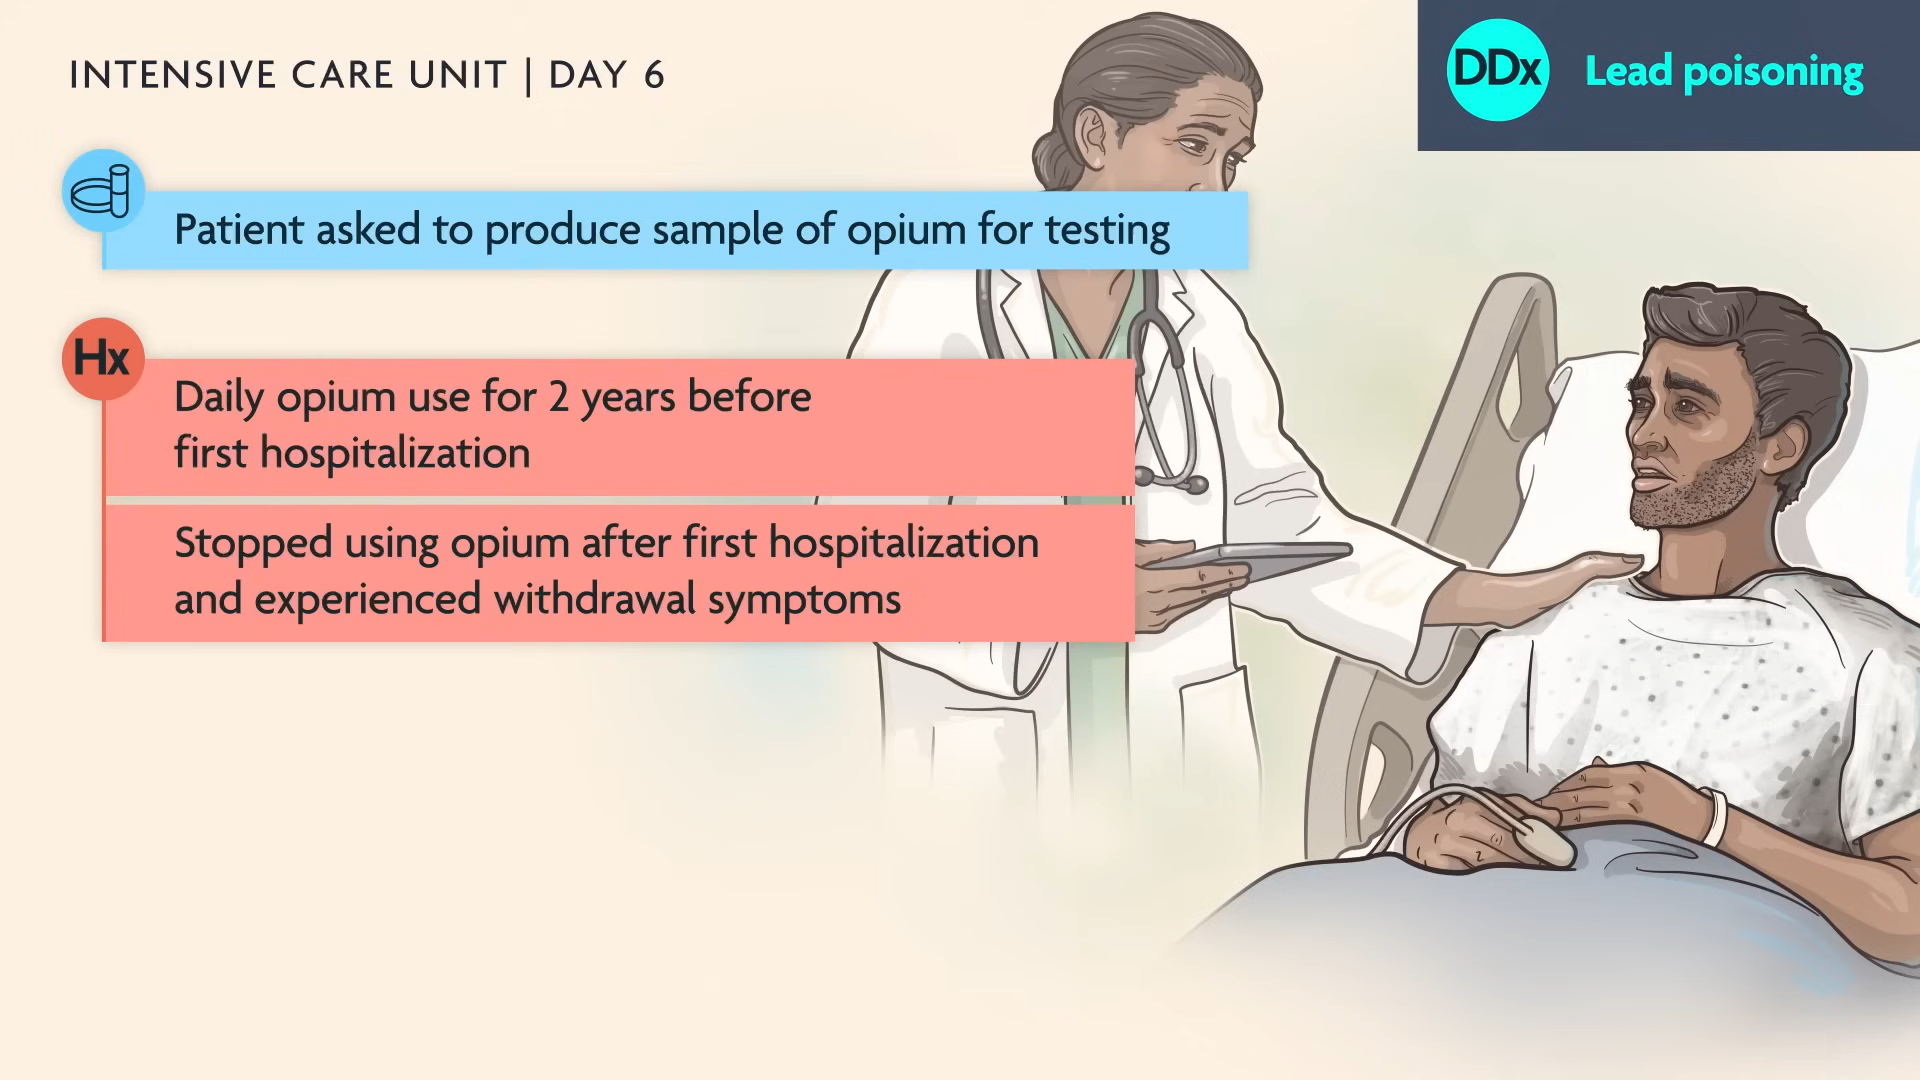 INTENSIVE CARE UNIT | DAY 6
DDx Lead poisoning
Patient asked to produce sample of opium for testing
Hx
Daily opium use for 2 years before
first hospitalization
Stopped using opium after first hospitalization
and experienced withdrawal symptoms